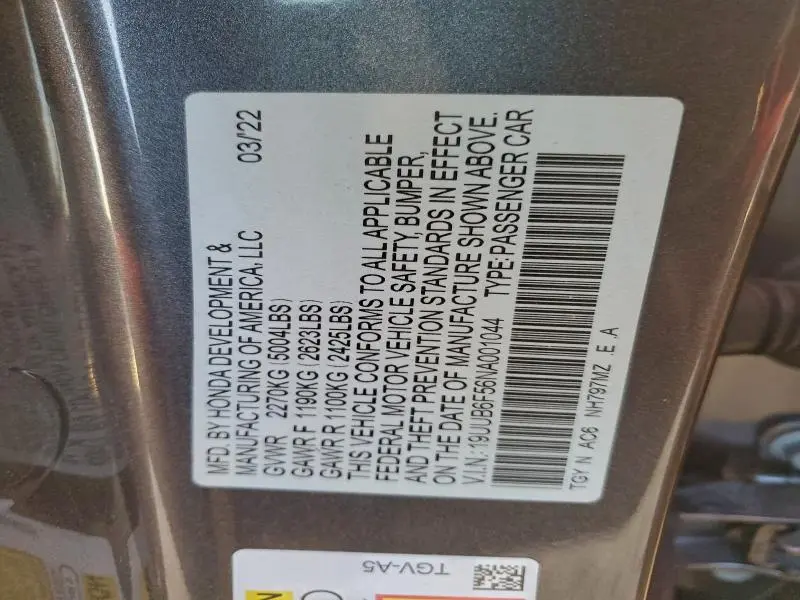 MFD. BY HONDA DEVELOPMENT &
MANUFACTURING OF AMERICA, LLC 03/'22
GVWR 2270KG (5004LBS)
GAWR F 1190KG (2623LBS)
GAWR R 1100KG (2425LBS)
THIS VEHICLE CONFORMS TO ALL APPLICABLE
FEDERAL MOTOR VEHICLE SAFETY, BUMPER,
AND THEFT PREVENTION STANDARDS IN EFFECT
ON THE DATE OF MANUFACTURE SHOWN ABOVE.
V.I.N.: 19UUB6F56NA001044 TYPE: PASSENGER CAR
TGY N AC6 NH797MZ .E .A
TGV-A5